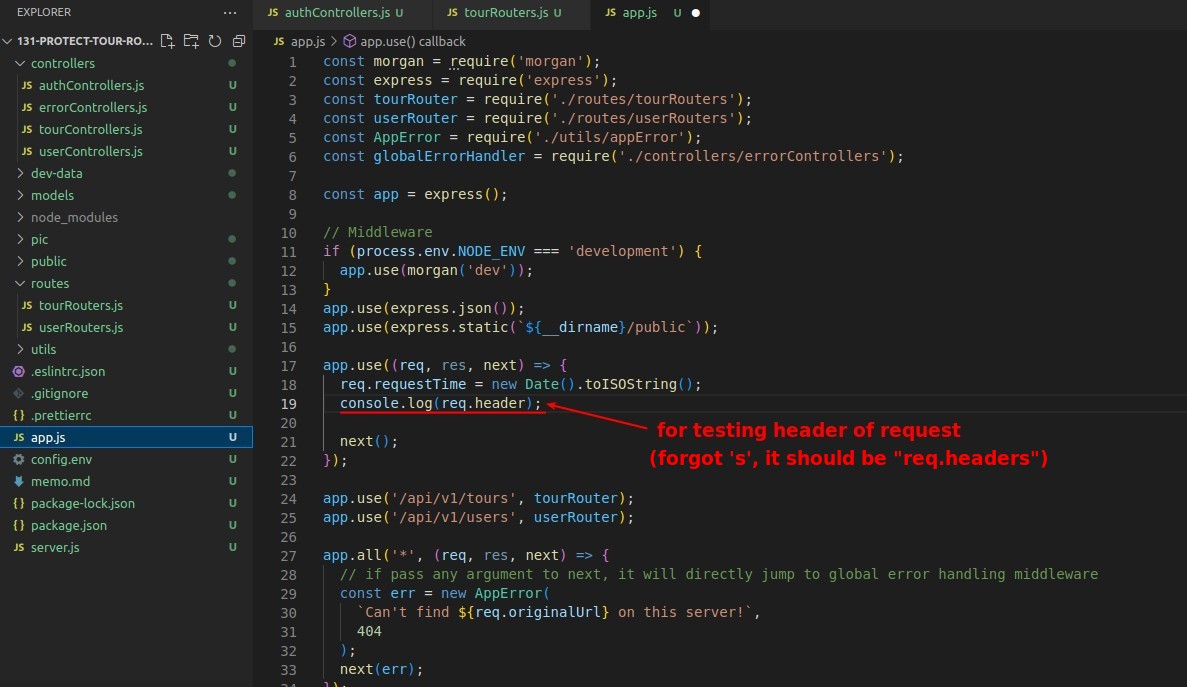 EXPLORER ...
JS authControllers.js U JS tourRouters.js U JS app.js U
131-PROTECT-TOUR-RO...
JS app.js > app.use() callback
controllers
JS authControllers.js U
JS errorControllers.js U
JS tourControllers.js U
JS userControllers.js U
dev-data
models
node_modules
pic
public
routes
JS tourRouters.js U
JS userRouters.js U
utils
.eslintrc.json U
.gitignore U
{} .prettierrc U
JS app.js U
config.env U
memo.md U
{} package-lock.json U
{} package.json U
JS server.js U
1 const morgan = require('morgan');
2 const express = require('express');
3 const tourRouter = require('./routes/tourRouters');
4 const userRouter = require('./routes/userRouters');
5 const AppError = require('./utils/appError');
6 const globalErrorHandler = require('./controllers/errorControllers');
7
8 const app = express();
9
10 // Middleware
11 if (process.env.NODE_ENV === 'development') {
12 app.use(morgan('dev'));
13 }
14 app.use(express.json());
15 app.use(express.static(`${__dirname}/public`));
16
17 app.use((req, res, next) => {
18 req.requestTime = new Date().toISOString();
19 console.log(req.header);
20
21 next();
22 });
23
24 app.use('/api/v1/tours', tourRouter);
25 app.use('/api/v1/users', userRouter);
26
27 app.all('*', (req, res, next) => {
28 // if pass any argument to next, it will directly jump to global error handling middleware
29 const err = new AppError(
30 `Can't find ${req.originalUrl} on this server!`,
31 404
32 );
33 next(err);
34 });
for testing header of request
(forgot 's', it should be "req.headers")